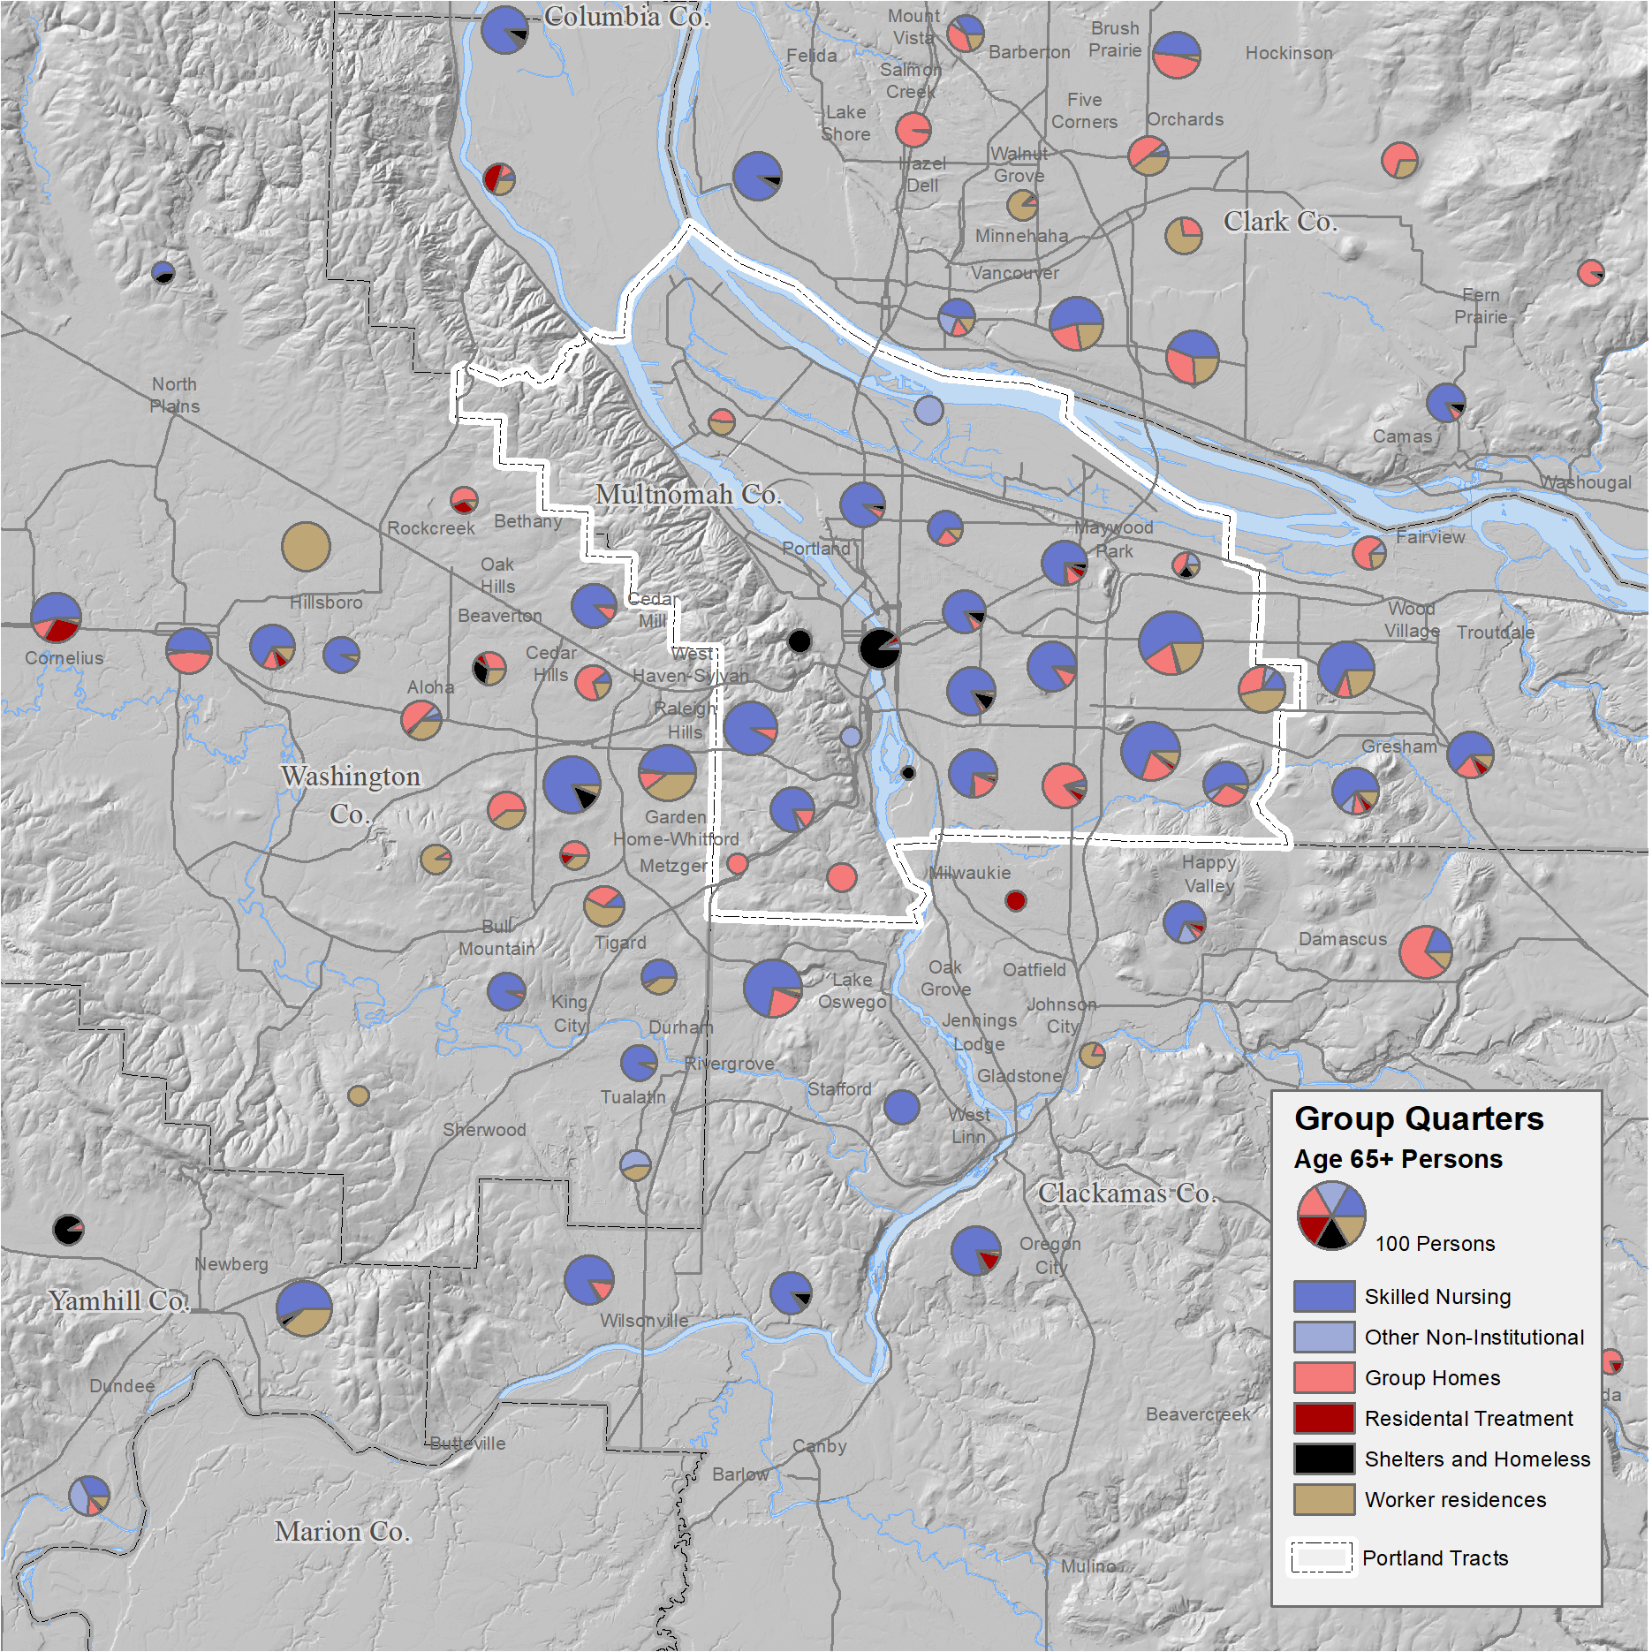 Columbia Co.
Mount
Vista
Barberton
Brush
Prairie
Hockinson
Felida
Salmon
Creek
Lake
Shore
Five
Corners
Orchards
Hazel
Dell
Walnut
Grove
Minnehaha
Clark Co.
Vancouver
Fern
Prairie
North
Plains
Camas
Washougal
Multnomah Co.
Rockcreek
Bethany
Portland
Maywood
Park
Fairview
Oak
Hills
Hillsboro
Beaverton
Cedar
Mill
Wood
Village
Troutdale
Cornelius
Cedar
Hills
West
Haven-Sylvan
Aloha
Raleigh
Hills
Gresham
Washington
Co.
Garden
Home-Whitford
Metzger
Milwaukie
Happy
Valley
Bull
Mountain
Tigard
Damascus
King
City
Durham
Lake
Oswego
Oak
Grove
Oatfield
Johnson
City
Jennings
Lodge
Rivergrove
Stafford
Gladstone
Tualatin
Sherwood
West
Linn
Clackamas Co.
Oregon
City
Newberg
Yamhill Co.
Wilsonville
Dundee
Beavercreek
Butteville
Canby
Barlow
Marion Co.
Mulino
da
Group Quarters
Age 65+ Persons
100 Persons
Skilled Nursing
Other Non-Institutional
Group Homes
Residental Treatment
Shelters and Homeless
Worker residences
Portland Tracts